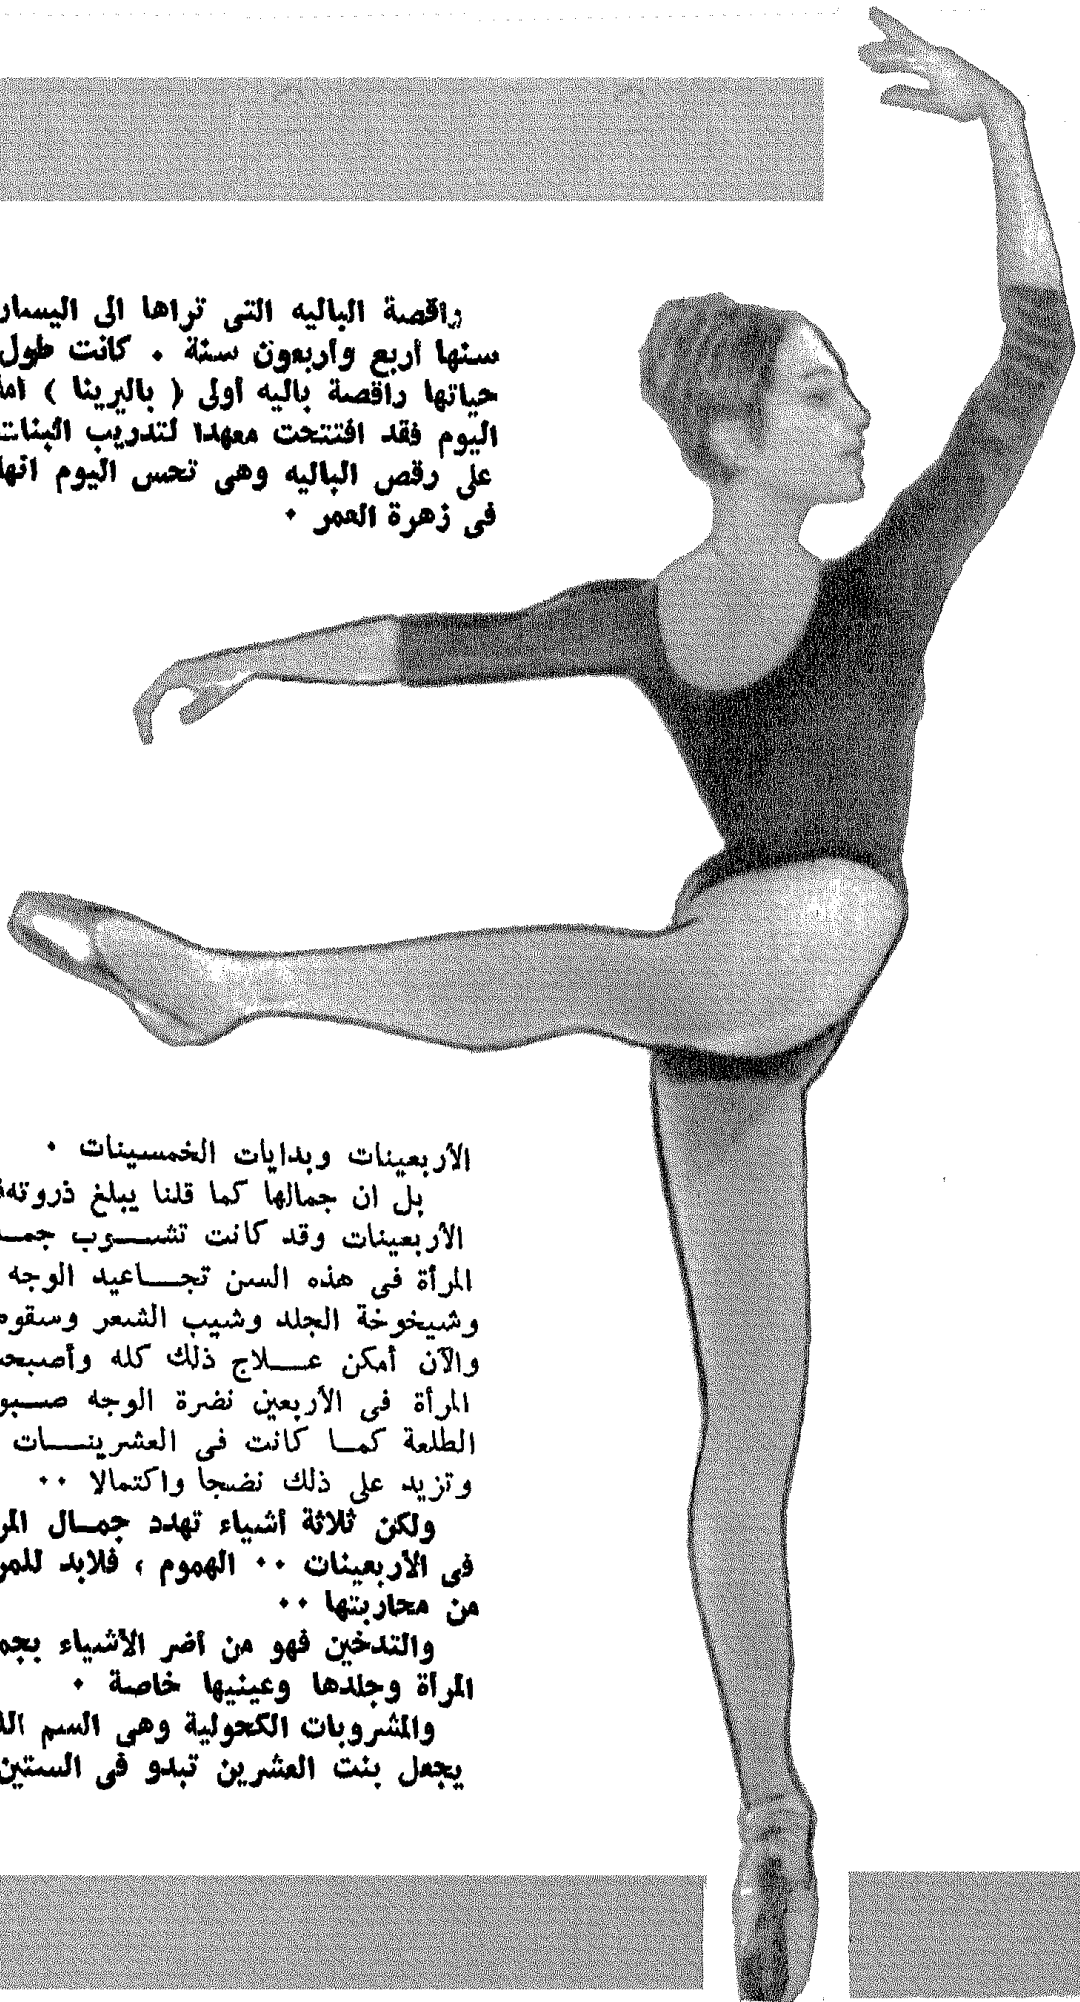 راقصة الباليه التى تراها الى اليسار
سنها أربع وأربعون سنة . كانت طول
حياتها راقصة باليه أولى ( باليرينا )
اليوم فقد افتتحت معهدا لتدريب البنات
على رقص الباليه وهى تحس اليوم انها
فى زهرة العمر .
الأربعينات وبدايات الخمسينات .
بل ان جمالها كما قلنا يبلغ ذروته
الأربعينات وقد كانت تشرب
المرأة فى هذه السن تجاعيد الوجه
وشيخوخة الجلد وشيب الشعر
والآن أمكن علاج ذلك كله
المرأة فى الأربعين نضرة الوجه
الطلعة كما كانت فى العشرينات
وتزيد على ذلك نضجا واكتمالا ..
ولكن ثلاثة أشياء تهدد جمال
فى الأربعينات .. الهموم ، فلابد
من محاربتها ..
والتدخين فهو من أضر الأشياء
المرأة وجلدها وعينيها خاصة .
والمشروبات الكحولية وهى السم
يجعل بنت العشرين تبدو فى الستين